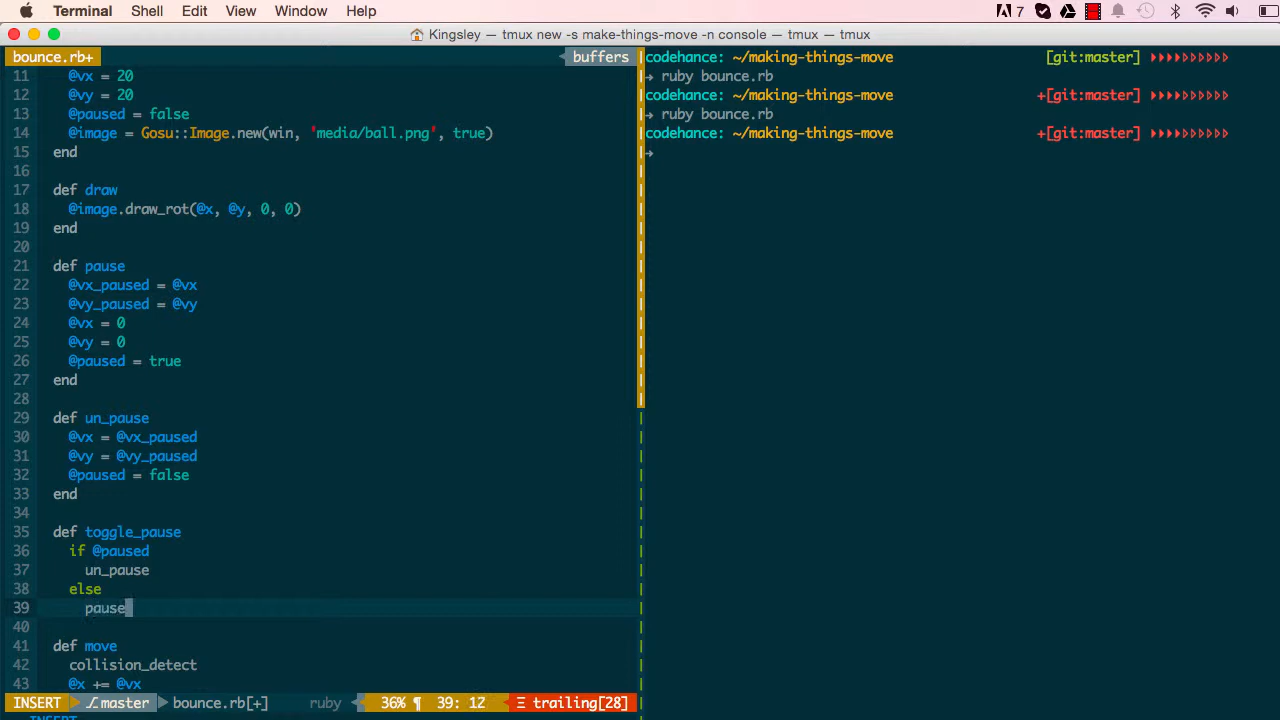 Terminal Shell Edit View Window Help 7
Kingsley — tmux new -s make-things-move -n console — tmux — tmux
bounce.rb+ buffers
11 @vx = 20
12 @vy = 20
13 @paused = false
14 @image = Gosu::Image.new(win, 'media/ball.png', true)
15 end
16
17 def draw
18 @image.draw_rot(@x, @y, 0, 0)
19 end
20
21 def pause
22 @vx_paused = @vx
23 @vy_paused = @vy
24 @vx = 0
25 @vy = 0
26 @paused = true
27 end
28
29 def un_pause
30 @vx = @vx_paused
31 @vy = @vy_paused
32 @paused = false
33 end
34
35 def toggle_pause
36 if @paused
37 un_pause
38 else
39 pause
40
41 def move
42 collision_detect
43 @x += @vx
INSERT master bounce.rb[+] ruby 36% ¶ 39: 12 Ξ trailing[28]
INSERT
codehance: ~/making-things-move [git:master]
→ ruby bounce.rb
codehance: ~/making-things-move +[git:master]
→ ruby bounce.rb
codehance: ~/making-things-move +[git:master]
→